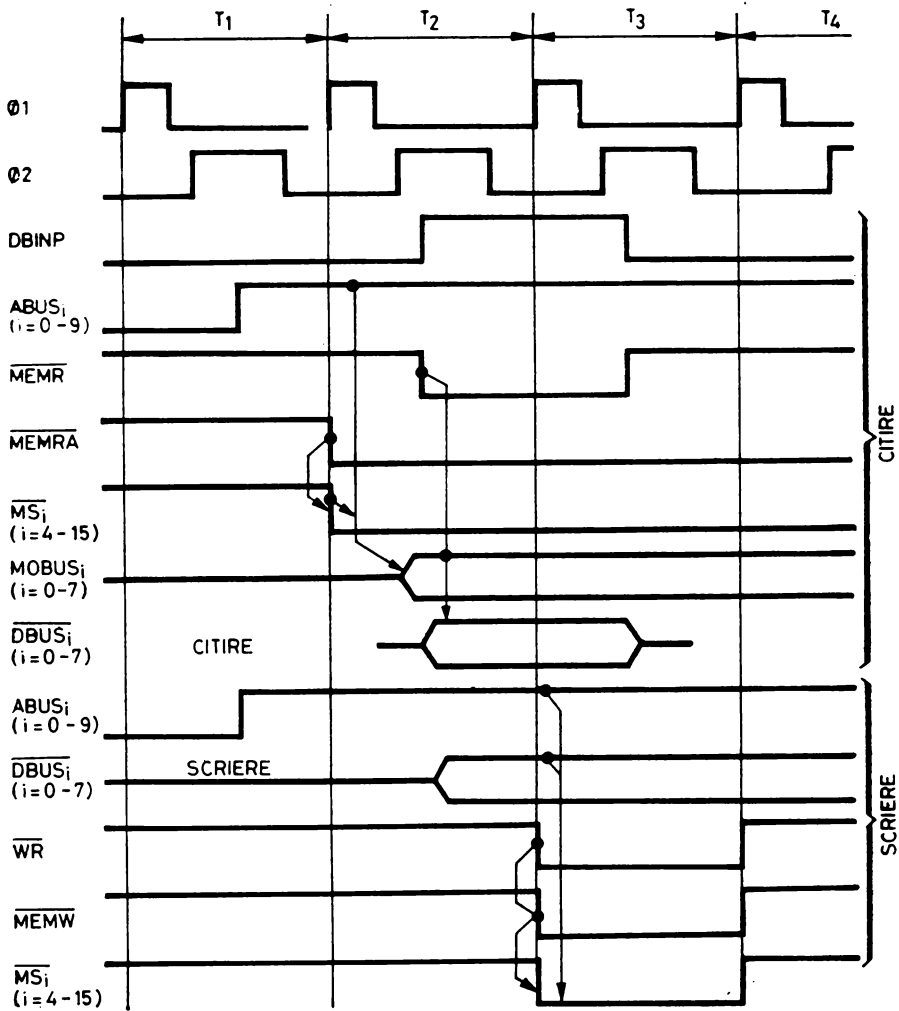 T1 T2 T3 T4
Ø1
Ø2
DBINP
ABUSi
(i=0-9)
MEMR
MEMRA
MSi
(i=4-15)
MOBUSi
(i=0-7)
DBUSi
(i=0-7)
CITIRE
CITIRE
ABUSi
(i=0-9)
DBUSi
(i=0-7)
SCRIERE
WR
MEMW
MSi
(i=4-15)
SCRIERE